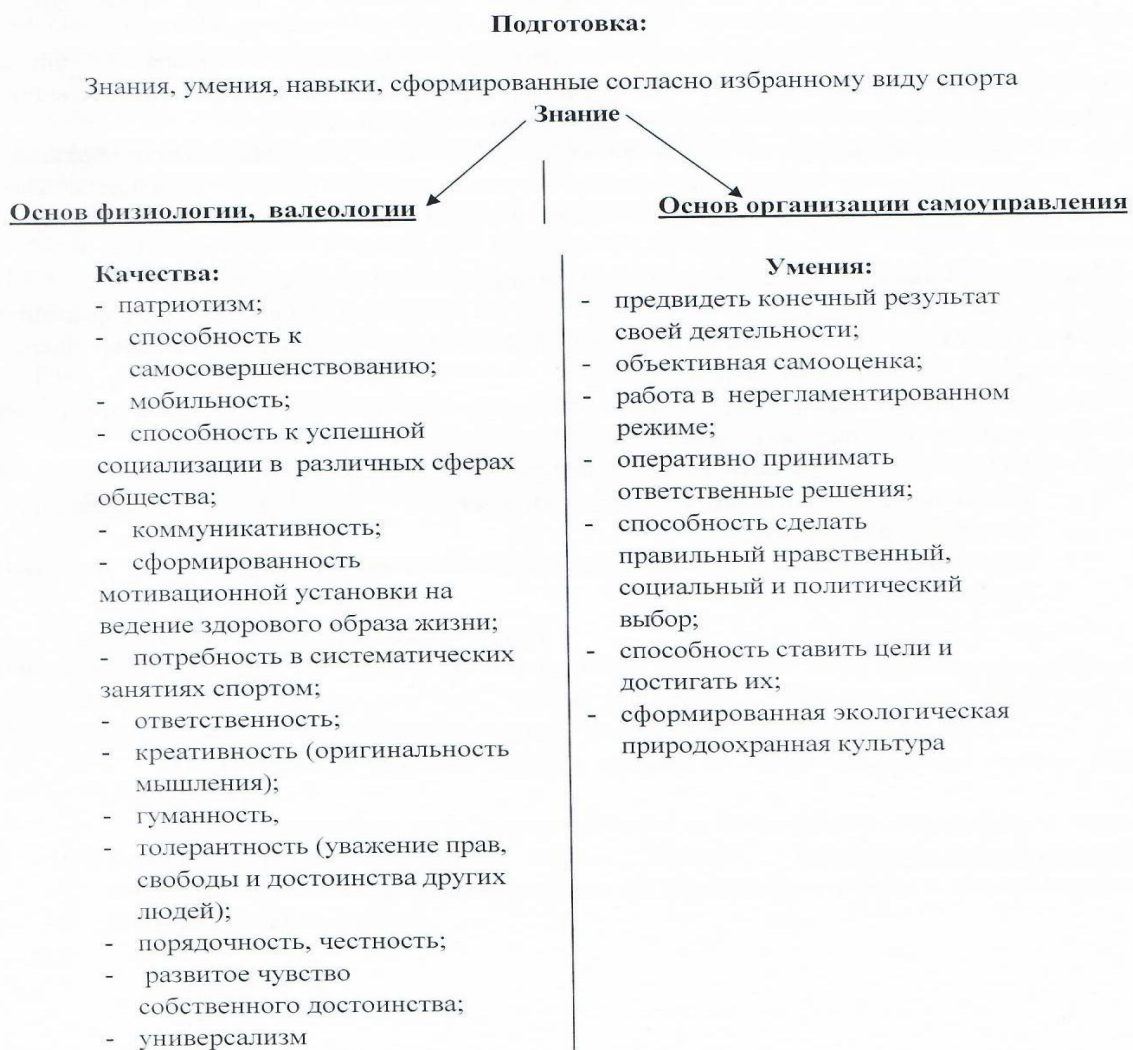 Подготовка:
Знания, умения, навыки, сформированные согласно избранному виду спорта
Знание
Основ физиологии, валеологии
Основ организации самоуправления
Качества:
- патриотизм;
- способность к
самосовершенствованию;
- мобильность;
- способность к успешной
социализации в различных сферах
общества;
- коммуникативность;
- сформированность
мотивационной установки на
ведение здорового образа жизни;
- потребность в систематических
занятиях спортом;
- ответственность;
- креативность (оригинальность
мышления);
- гуманность,
- толерантность (уважение прав,
свободы и достоинства других
людей);
- порядочность, честность;
- развитое чувство
собственного достоинства;
- универсализм
Умения:
- предвидеть конечный результат
своей деятельности;
- объективная самооценка;
- работа в нерегламентированном
режиме;
- оперативно принимать
ответственные решения;
- способность сделать
правильный нравственный,
социальный и политический
выбор;
- способность ставить цели и
достигать их;
- сформированная экологическая
природоохранная культура